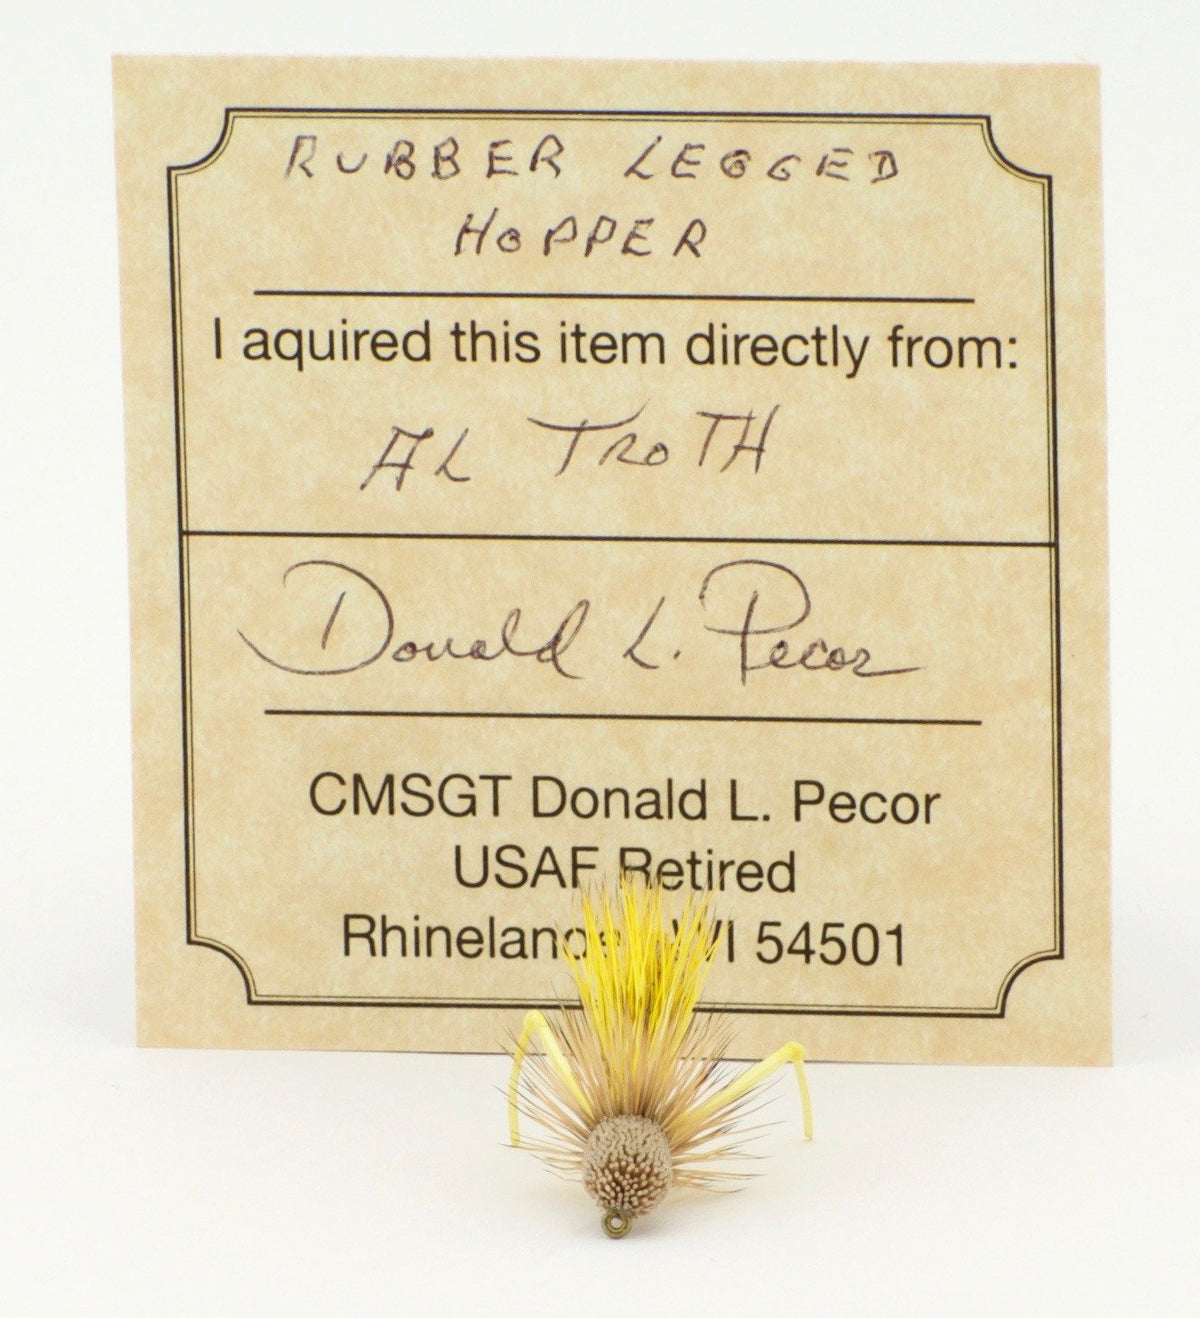 RUBBER LEGGED
HOPPER
I aquired this item directly from:
AL TROTH
Donald L. Pecor
CMSGT Donald L. Pecor
USAF Retired
WI 54501